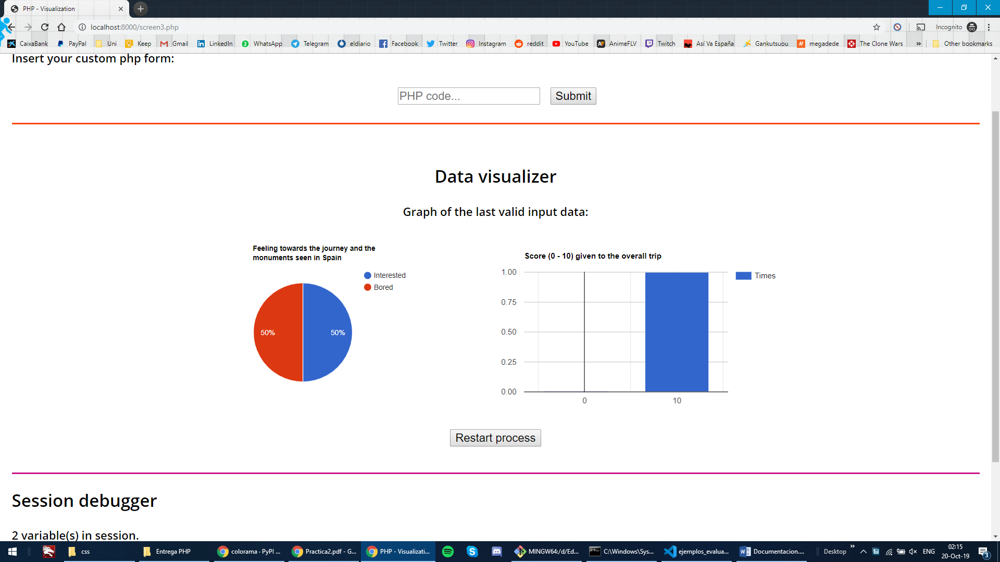 PHP - Visualization
localhost:8000/screen3.php
Incognito
CaixaBank PayPal Uni Keep Gmail LinkedIn WhatsApp Telegram eldiario Facebook Twitter Instagram reddit YouTube AnimeFLV Twitch Así Va España Gankutsuou megadede The Clone Wars » Other bookmarks
Insert your custom php form:
PHP code... Submit
Data visualizer
Graph of the last valid input data:
Feeling towards the journey and the
monuments seen in Spain
Interested
Bored
50% 50%
Score (0 - 10) given to the overall trip
Times
1.00
0.75
0.50
0.25
0.00
0 10
Restart process
Session debugger
2 variable(s) in session.
css Entrega PHP colorama · PyPI ... Practica2.pdf - G... PHP - Visualizati... MINGW64:/d/Ed... C:\Windows\Sys... ejemplos_evalua... Documentacion.... Desktop » ENG
02:15
20-Oct-19
3